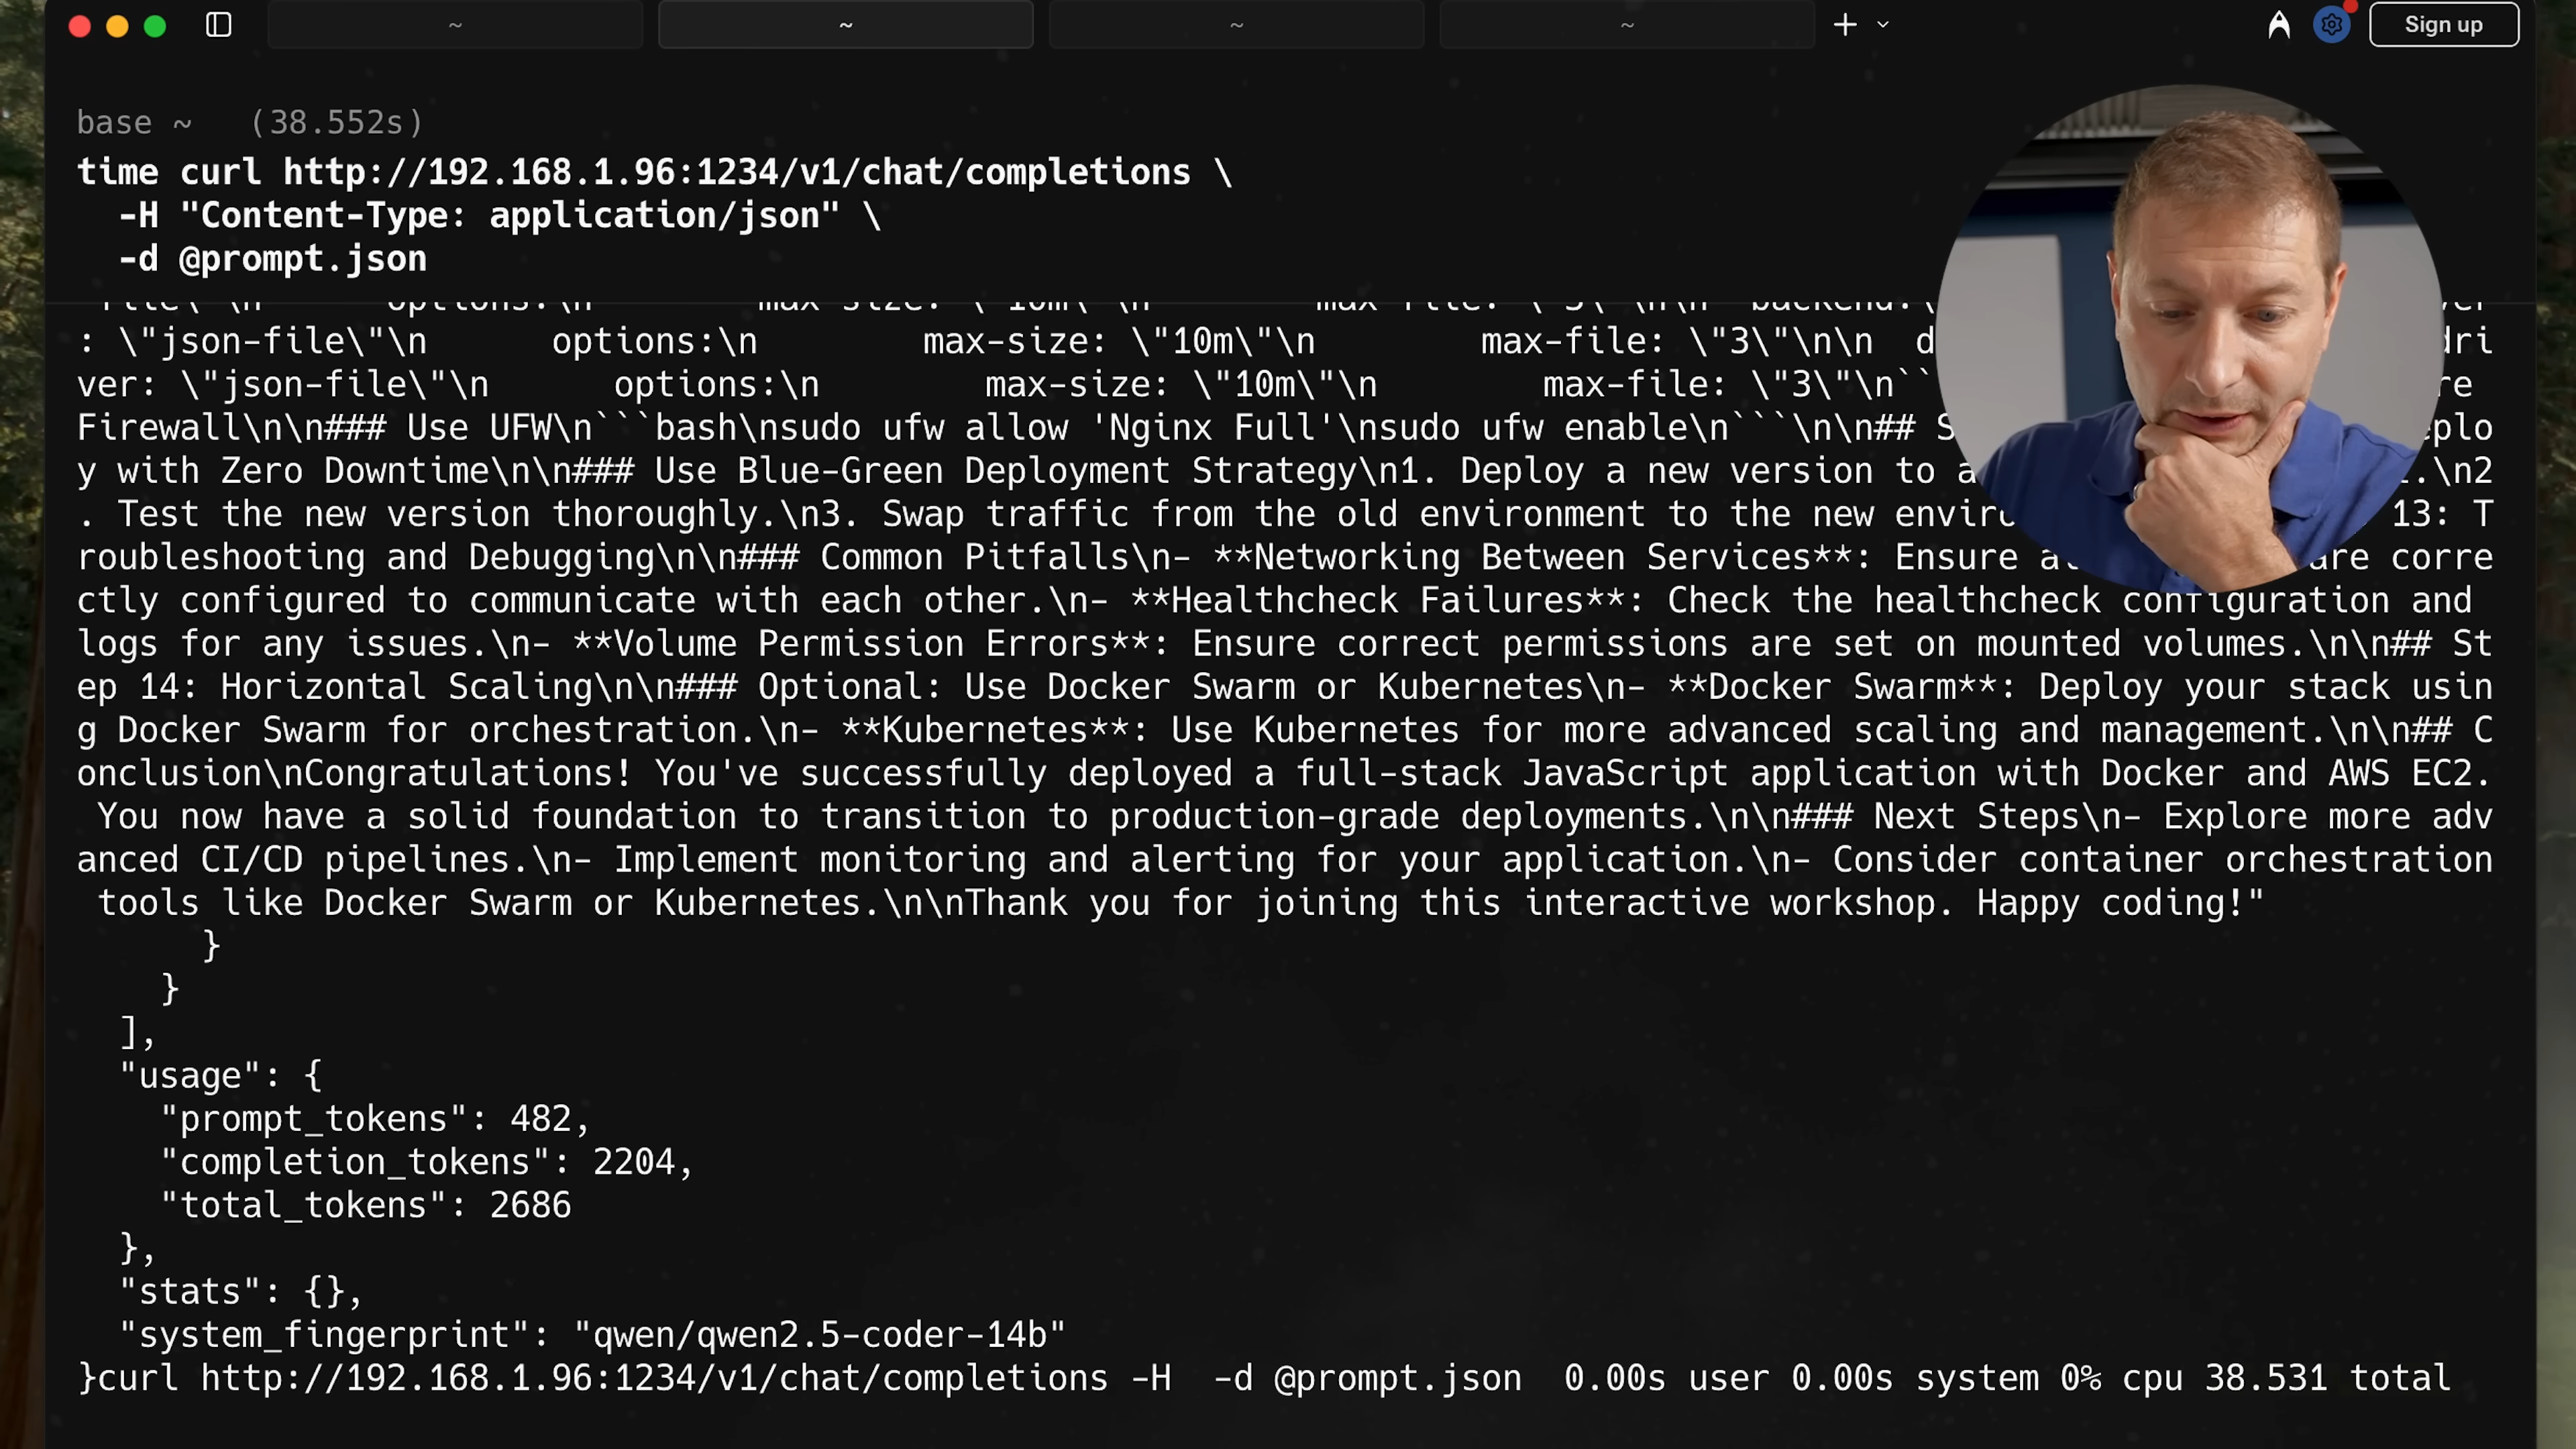 ~ ~ ~ ~ Sign up
base ~ (38.552s)
time curl http://192.168.1.96:1234/v1/chat/completions \
-H "Content-Type: application/json" \
-d @prompt.json
: \"json-file\"\n options:\n max-size: \"10m\"\n max-file: \"3\"\n\n d dri
ver: \"json-file\"\n options:\n max-size: \"10m\"\n max-file: \"3\"\n`` re
Firewall\n\n### Use UFW\n```bash\nsudo ufw allow 'Nginx Full'\nsudo ufw enable\n```\n\n## S eplo
y with Zero Downtime\n\n### Use Blue-Green Deployment Strategy\n1. Deploy a new version to a .\n2
. Test the new version thoroughly.\n3. Swap traffic from the old environment to the new enviro 13: T
roubleshooting and Debugging\n\n### Common Pitfalls\n- **Networking Between Services**: Ensure a are corre
ctly configured to communicate with each other.\n- **Healthcheck Failures**: Check the healthcheck configuration and
logs for any issues.\n- **Volume Permission Errors**: Ensure correct permissions are set on mounted volumes.\n\n## St
ep 14: Horizontal Scaling\n\n### Optional: Use Docker Swarm or Kubernetes\n- **Docker Swarm**: Deploy your stack usin
g Docker Swarm for orchestration.\n- **Kubernetes**: Use Kubernetes for more advanced scaling and management.\n\n## C
onclusion\nCongratulations! You've successfully deployed a full-stack JavaScript application with Docker and AWS EC2.
You now have a solid foundation to transition to production-grade deployments.\n\n### Next Steps\n- Explore more adv
anced CI/CD pipelines.\n- Implement monitoring and alerting for your application.\n- Consider container orchestration
tools like Docker Swarm or Kubernetes.\n\nThank you for joining this interactive workshop. Happy coding!"
}
}
],
"usage": {
"prompt_tokens": 482,
"completion_tokens": 2204,
"total_tokens": 2686
},
"stats": {},
"system_fingerprint": "qwen/qwen2.5-coder-14b"
}curl http://192.168.1.96:1234/v1/chat/completions -H -d @prompt.json 0.00s user 0.00s system 0% cpu 38.531 total